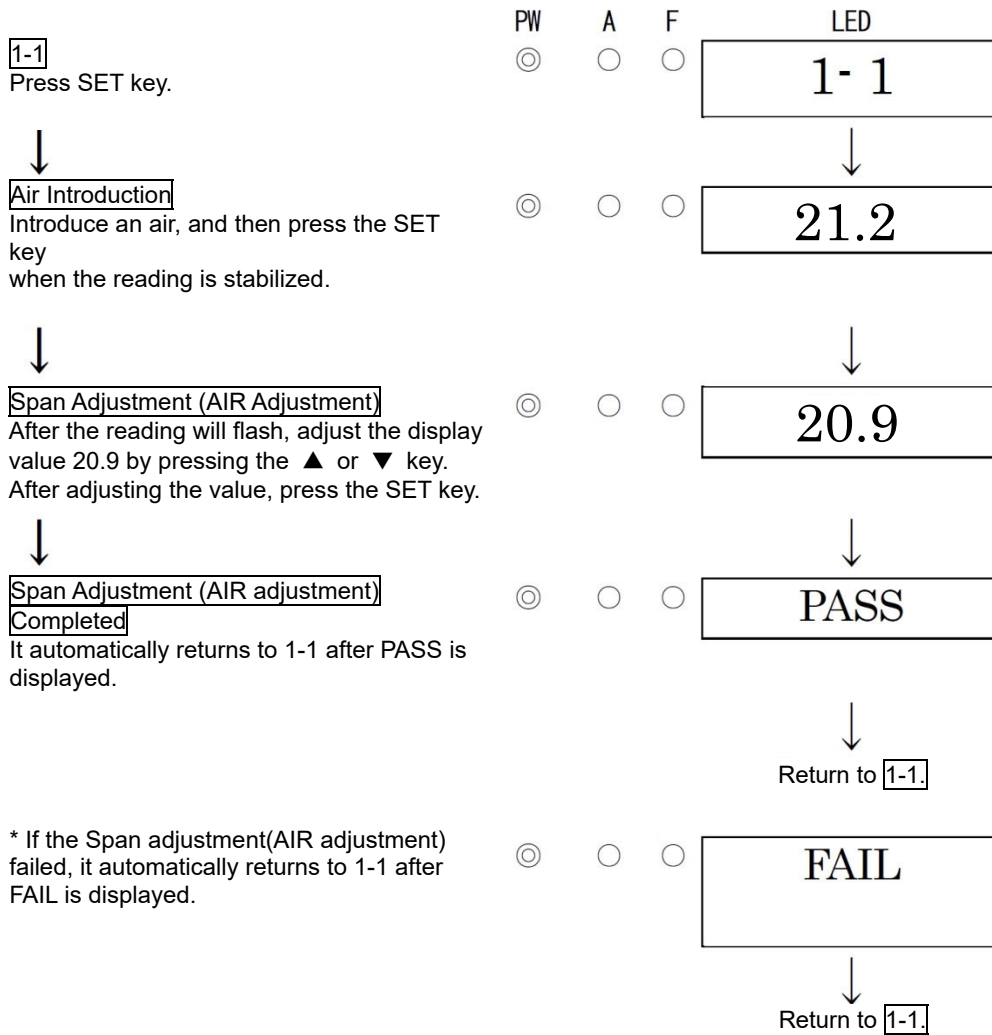 PW A F LED
1-1
Press SET key.
1- 1
↓ ↓
Air Introduction
Introduce an air, and then press the SET
key
when the reading is stabilized.
21.2
↓ ↓
Span Adjustment (AIR Adjustment)
After the reading will flash, adjust the display
value 20.9 by pressing the ▲ or ▼ key.
After adjusting the value, press the SET key.
20.9
↓ ↓
Span Adjustment (AIR adjustment)
Completed
It automatically returns to 1-1 after PASS is
displayed.
PASS
↓
Return to 1-1.
* If the Span adjustment(AIR adjustment)
failed, it automatically returns to 1-1 after
FAIL is displayed.
FAIL
↓
Return to 1-1.